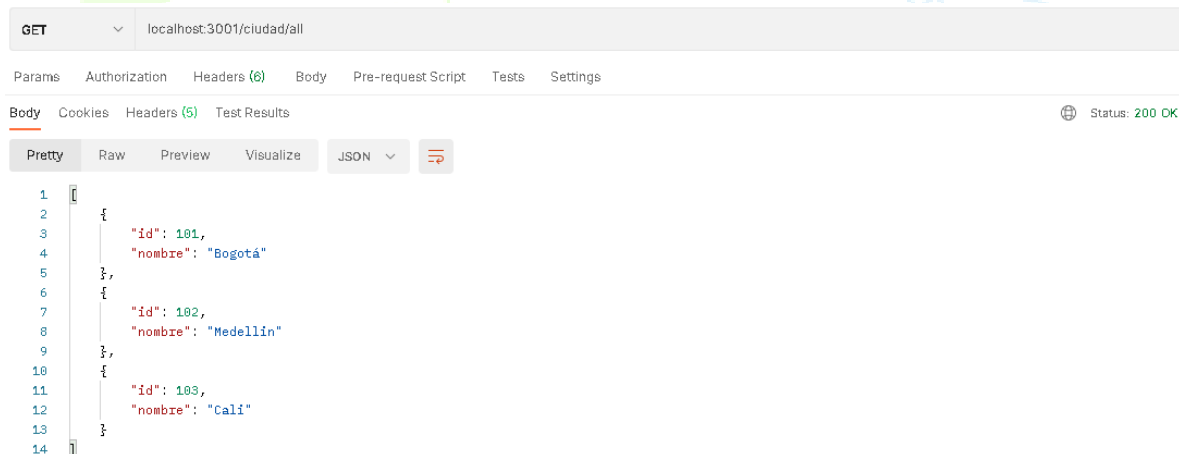 GET localhost:3001/ciudad/all
Params Authorization Headers (6) Body Pre-request Script Tests Settings
Body Cookies Headers (5) Test Results Status: 200 OK
Pretty Raw Preview Visualize JSON
1 [
2 {
3 "id": 101,
4 "nombre": "Bogotá"
5 },
6 {
7 "id": 102,
8 "nombre": "Medellín"
9 },
10 {
11 "id": 103,
12 "nombre": "Cali"
13 }
14 ]